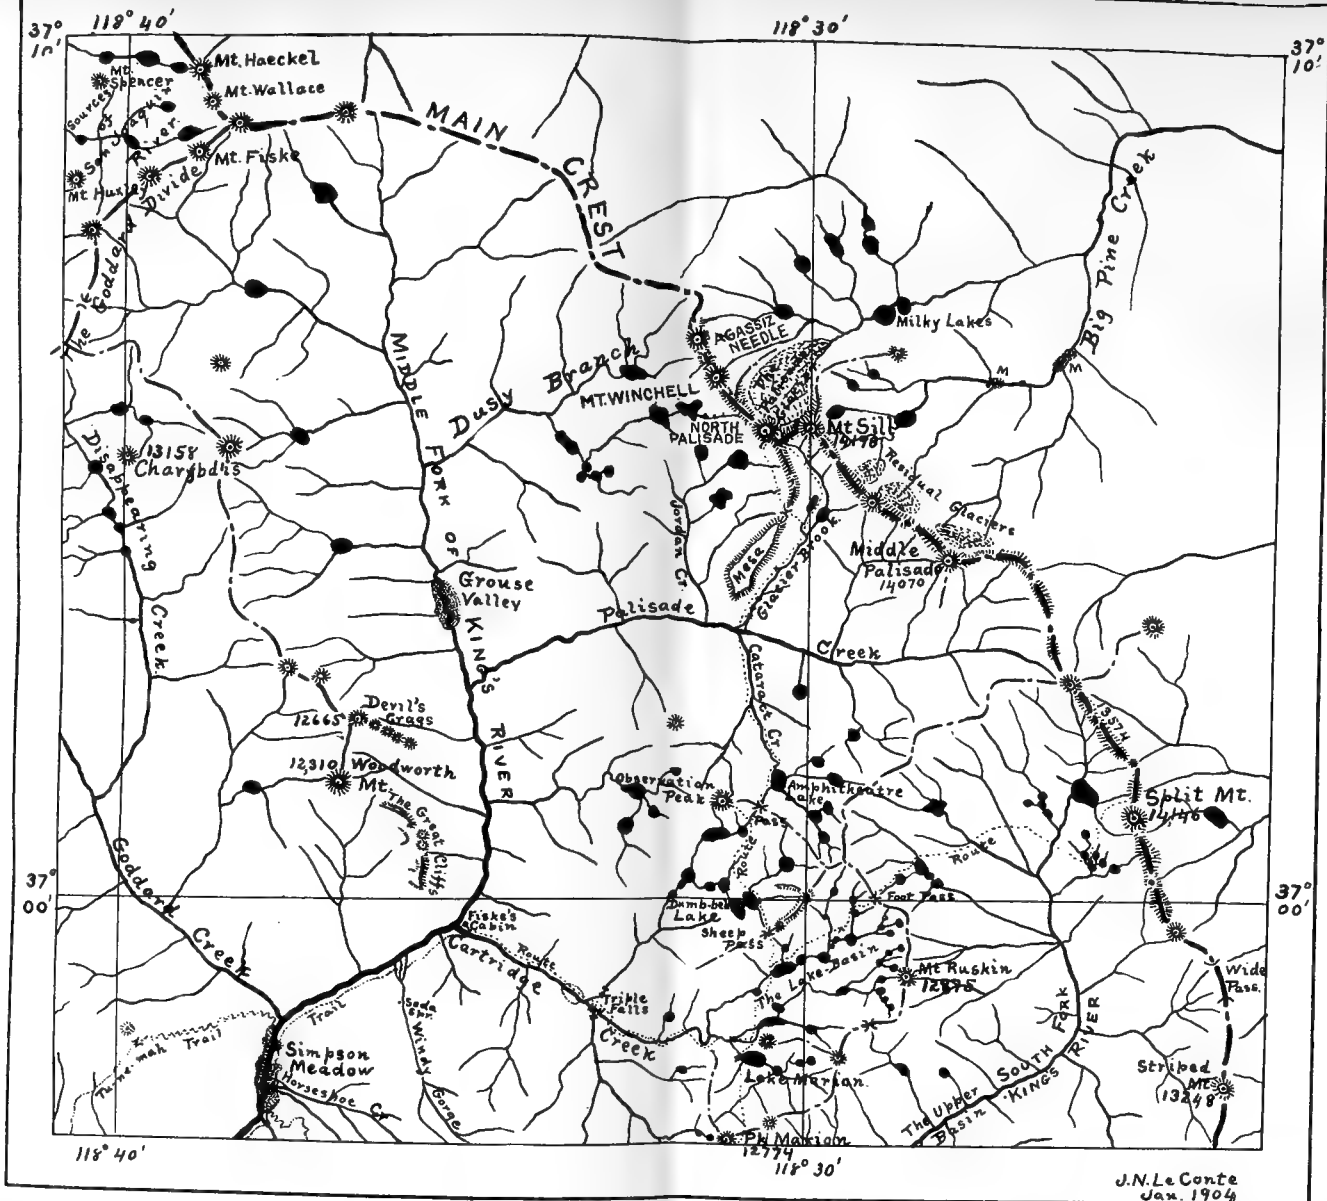 118° 40'
118° 30'
37°
10'
37°
10'
Mt. Haeckel
Mt. Spencer
Mt. Wallace
Sources of
San Joaquin
River.
Mt. Fiske
Mt Huxley
The Goddard Divide
MAIN CREST
Big Pine Creek
Milky Lakes
AGASSIZ
NEEDLE
MIDDLE FORK OF KING'S RIVER
Dusy Branch
MT. WINCHELL
M
M
NORTH
PALISADE
Mt Sill
Disappearing Creek
13158
Charybdis
Residual Glaciers
Jordan Cr.
Mesa
Glacier Brook
Middle
Palisade
14070
Grouse
Valley
Palisade Creek
Cataract Cr.
13574
Devil's
Crags
12665
12310
Woodworth
Mt.
The Great Cliffs
Observation
Peak
Amphitheatre
Lake
Pass
Split Mt.
14146
Route
Route
Goddard Creek
37°
00'
37°
00'
Dumb-bell
Lake
Foot Pass
Sheep
Pass
Fiske's
Cabin
Cartridge Creek
Route
The Lake Basin
Mt Ruskin
12875
Wide
Pass.
Triple
Falls
Soda
Spr.
Windy Gorge
Trail
Tunemah Trail
Simpson
Meadow
Horseshoe Cr
Lake Marion.
SOUTH FORK
KINGS RIVER
The Upper
Basin
Striped
Mt
13248
Pk Marion
12774
118° 40'
118° 30'
J.N. Le Conte
Jan. 1904